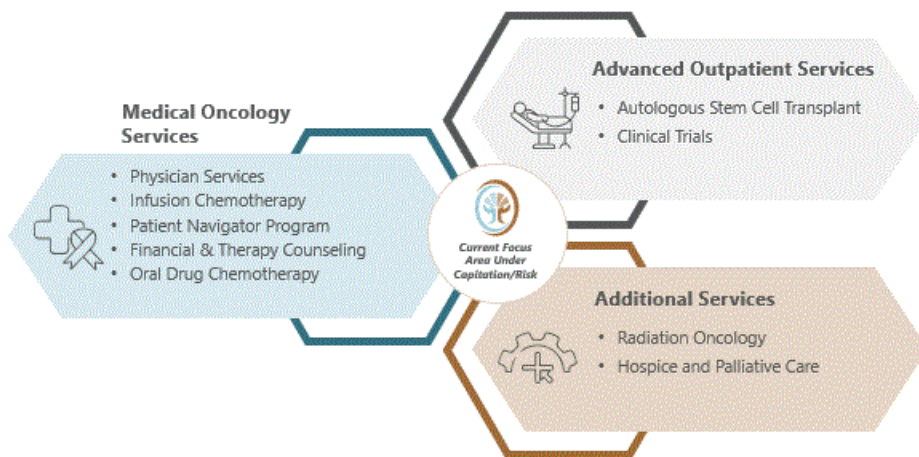 Medical Oncology
Services
• Physician Services
• Infusion Chemotherapy
• Patient Navigator Program
• Financial & Therapy Counseling
• Oral Drug Chemotherapy
Current Focus
Area Under
Capitation/Risk
Advanced Outpatient Services
• Autologous Stem Cell Transplant
• Clinical Trials
Additional Services
• Radiation Oncology
• Hospice and Palliative Care